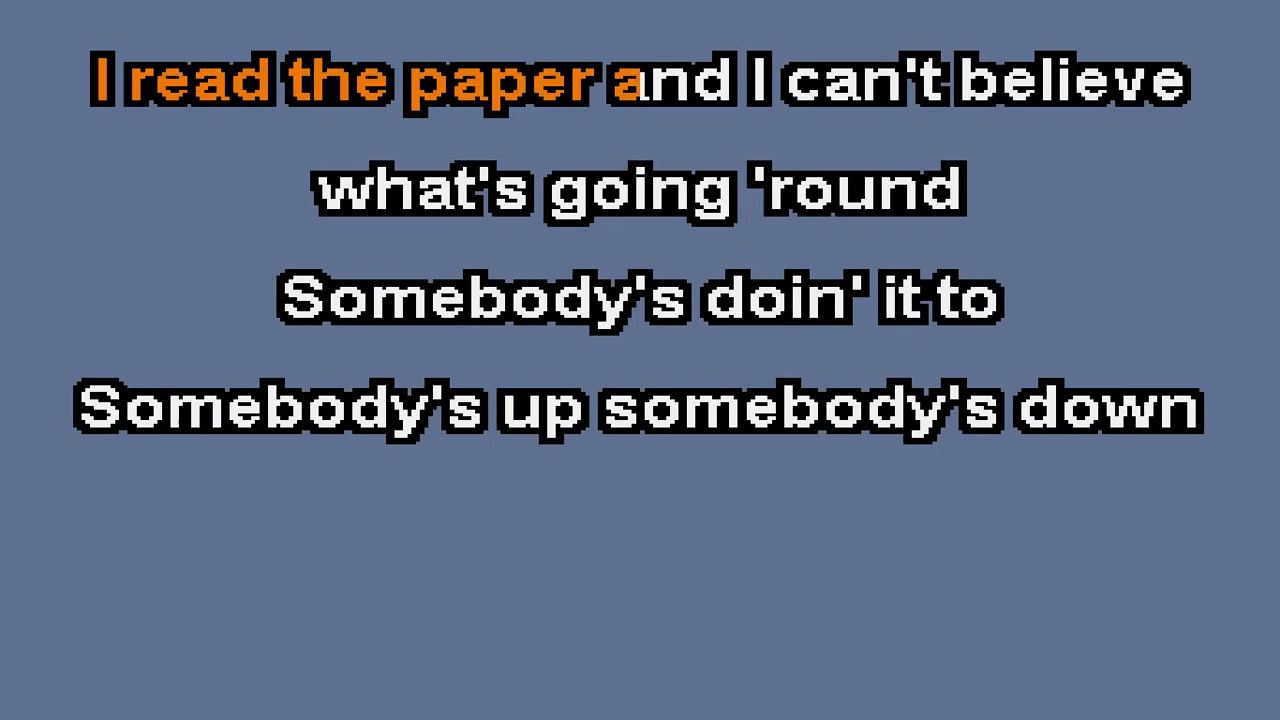 I read the paper and I can't believe
what's going 'round
Somebody's doin' it to
Somebody's up somebody's down